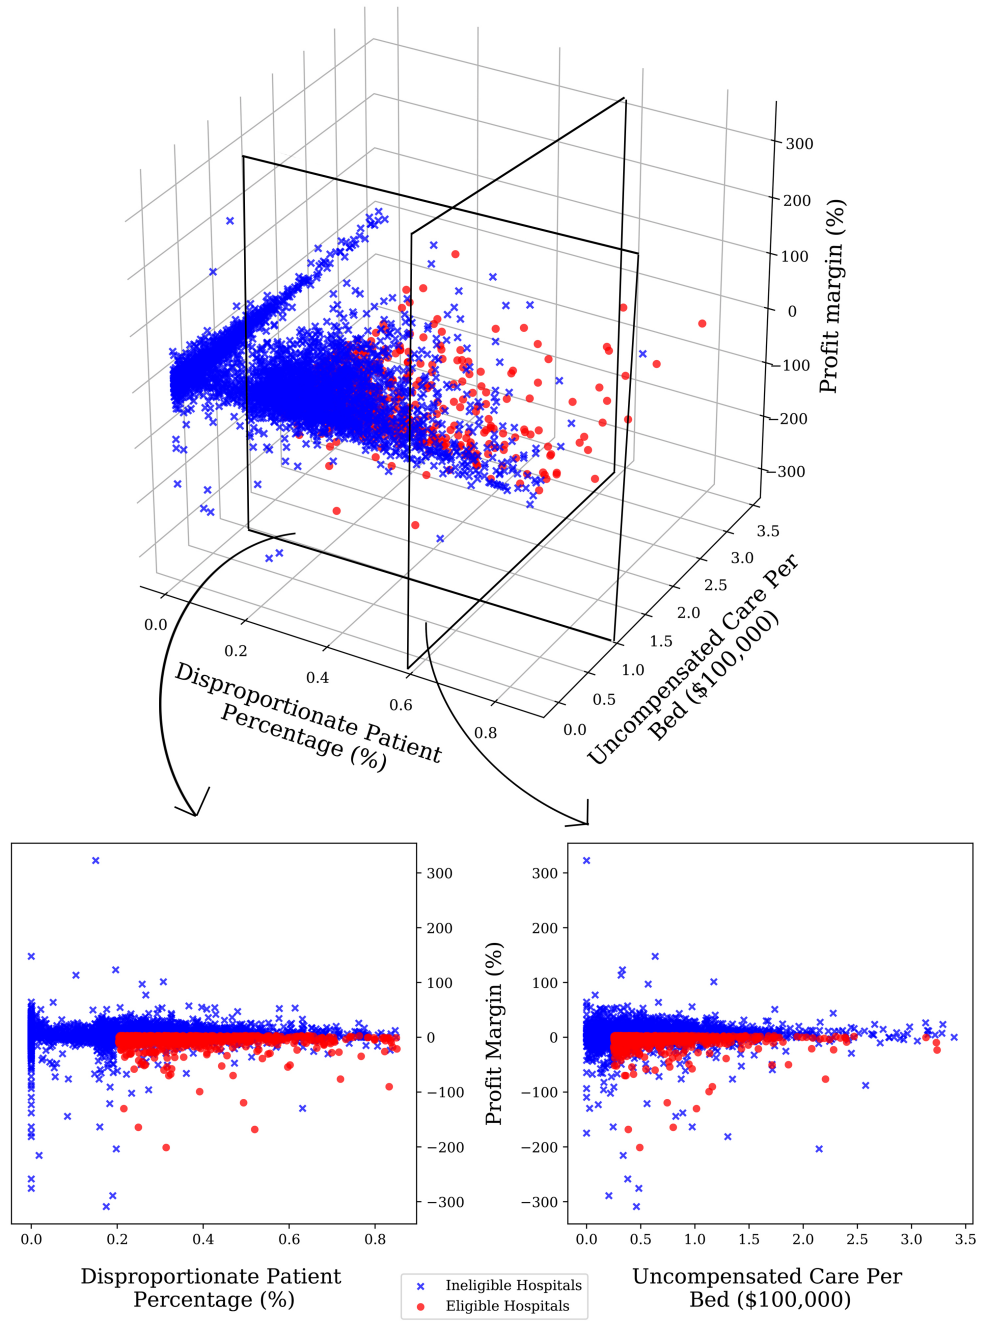 300
200
100
0
−100
−200
−300
Profit margin (%)
3.5
3.0
2.5
2.0
1.5
1.0
0.5
0.0
Uncompensated Care Per
Bed ($100,000)
0.0
0.2
0.4
0.6
0.8
Disproportionate Patient
Percentage (%)
300
200
100
0
−100
−200
−300
0.0 0.2 0.4 0.6 0.8
Disproportionate Patient
Percentage (%)
Profit Margin (%)
300
200
100
0
−100
−200
−300
0.0 0.5 1.0 1.5 2.0 2.5 3.0 3.5
Uncompensated Care Per
Bed ($100,000)
Ineligible Hospitals
Eligible Hospitals